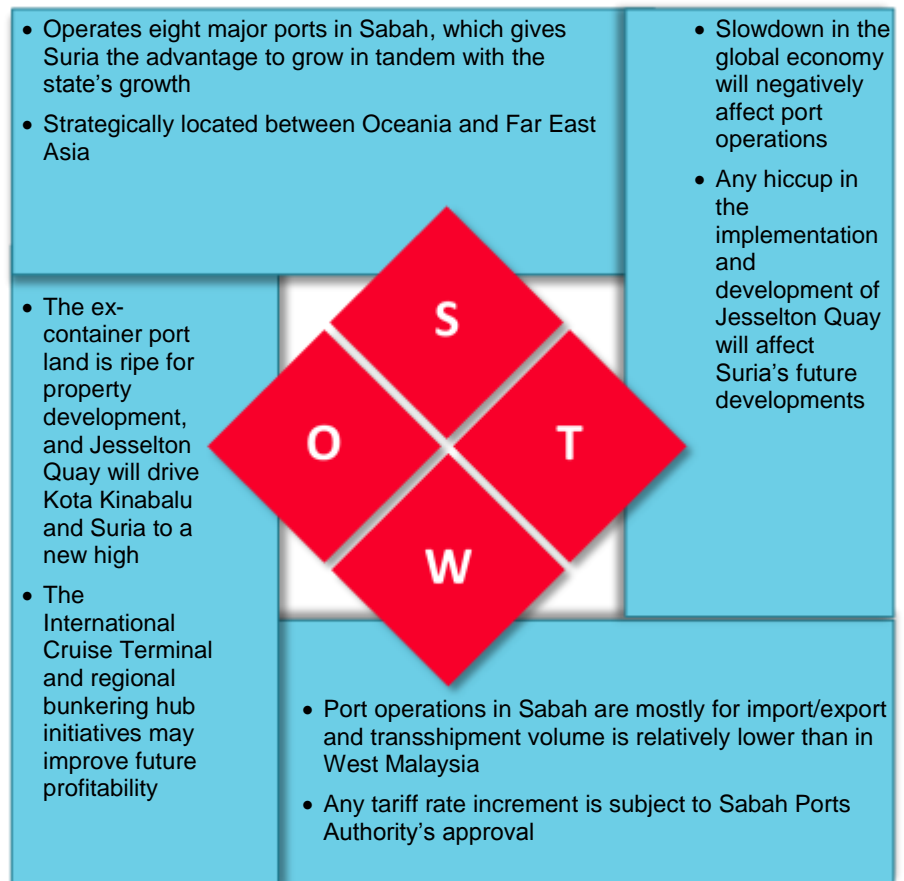 • Operates eight major ports in Sabah, which gives
Suria the advantage to grow in tandem with the
state's growth
• Strategically located between Oceania and Far East
Asia
• Slowdown in the
global economy
will negatively
affect port
operations
• Any hiccup in
the
implementation
and
development of
Jesselton Quay
will affect
Suria's future
developments
• The ex-
container port
land is ripe for
property
development,
and Jesselton
Quay will drive
Kota Kinabalu
and Suria to a
new high
• The
International
Cruise Terminal
and regional
bunkering hub
initiatives may
improve future
profitability
S
O
T
W
• Port operations in Sabah are mostly for import/export
and transshipment volume is relatively lower than in
West Malaysia
• Any tariff rate increment is subject to Sabah Ports
Authority's approval